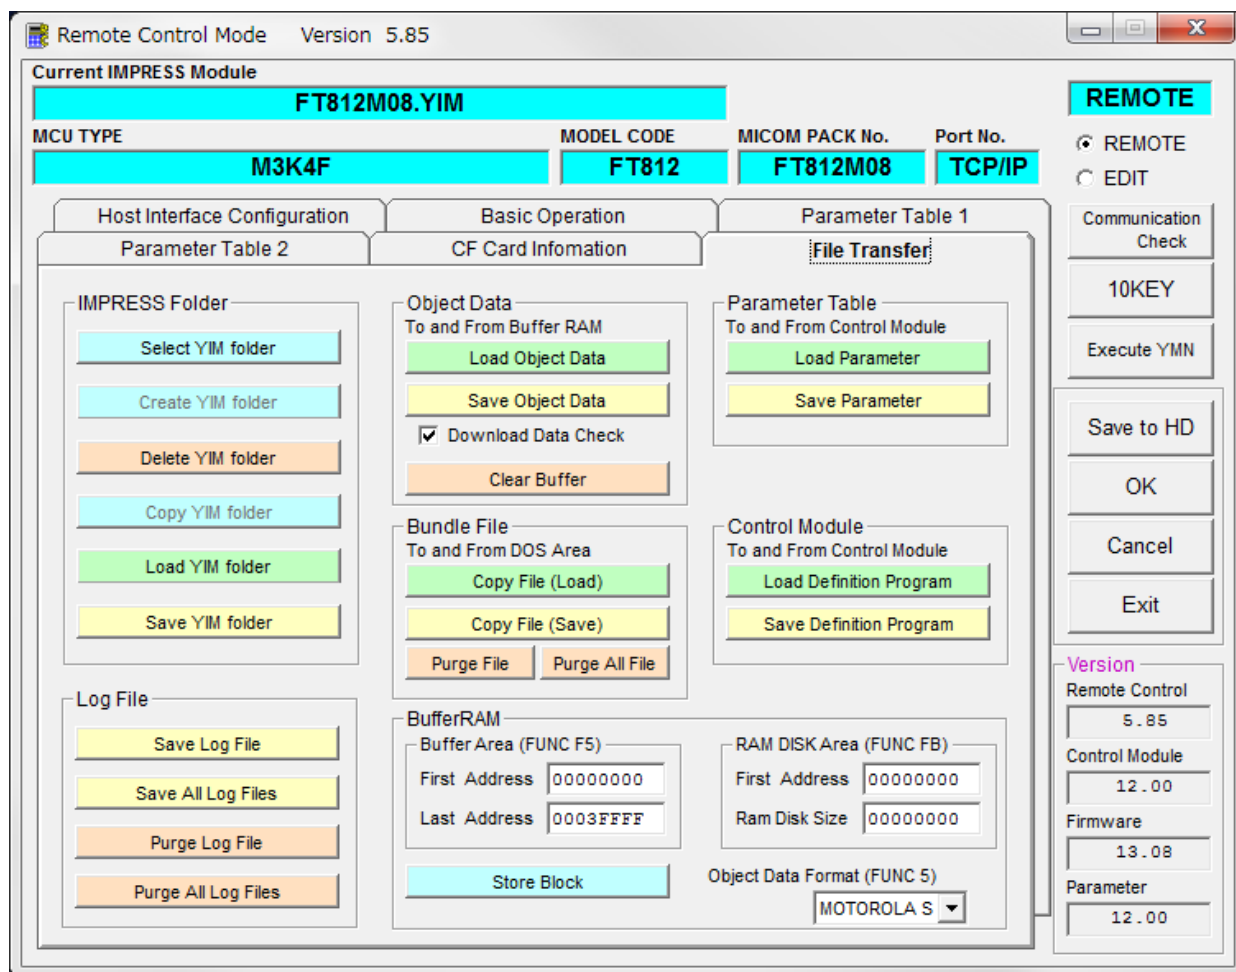 Remote Control Mode Version 5.85
Current IMPRESS Module
FT812M08.YIM
REMOTE
MCU TYPE MODEL CODE MICOM PACK No. Port No.
M3K4F FT812 FT812M08 TCP/IP
REMOTE
EDIT
Host Interface Configuration Basic Operation Parameter Table 1
Parameter Table 2 CF Card Infomation File Transfer
IMPRESS Folder
Select YIM folder
Create YIM folder
Delete YIM folder
Copy YIM folder
Load YIM folder
Save YIM folder
Log File
Save Log File
Save All Log Files
Purge Log File
Purge All Log Files
Object Data
To and From Buffer RAM
Load Object Data
Save Object Data
Download Data Check
Clear Buffer
Bundle File
To and From DOS Area
Copy File (Load)
Copy File (Save)
Purge File Purge All File
Parameter Table
To and From Control Module
Load Parameter
Save Parameter
Control Module
To and From Control Module
Load Definition Program
Save Definition Program
BufferRAM
Buffer Area (FUNC F5)
First Address 00000000
Last Address 0003FFFF
RAM DISK Area (FUNC FB)
First Address 00000000
Ram Disk Size 00000000
Store Block
Object Data Format (FUNC 5)
MOTOROLA S
Communication
Check
10KEY
Execute YMN
Save to HD
OK
Cancel
Exit
Version
Remote Control
5.85
Control Module
12.00
Firmware
13.08
Parameter
12.00